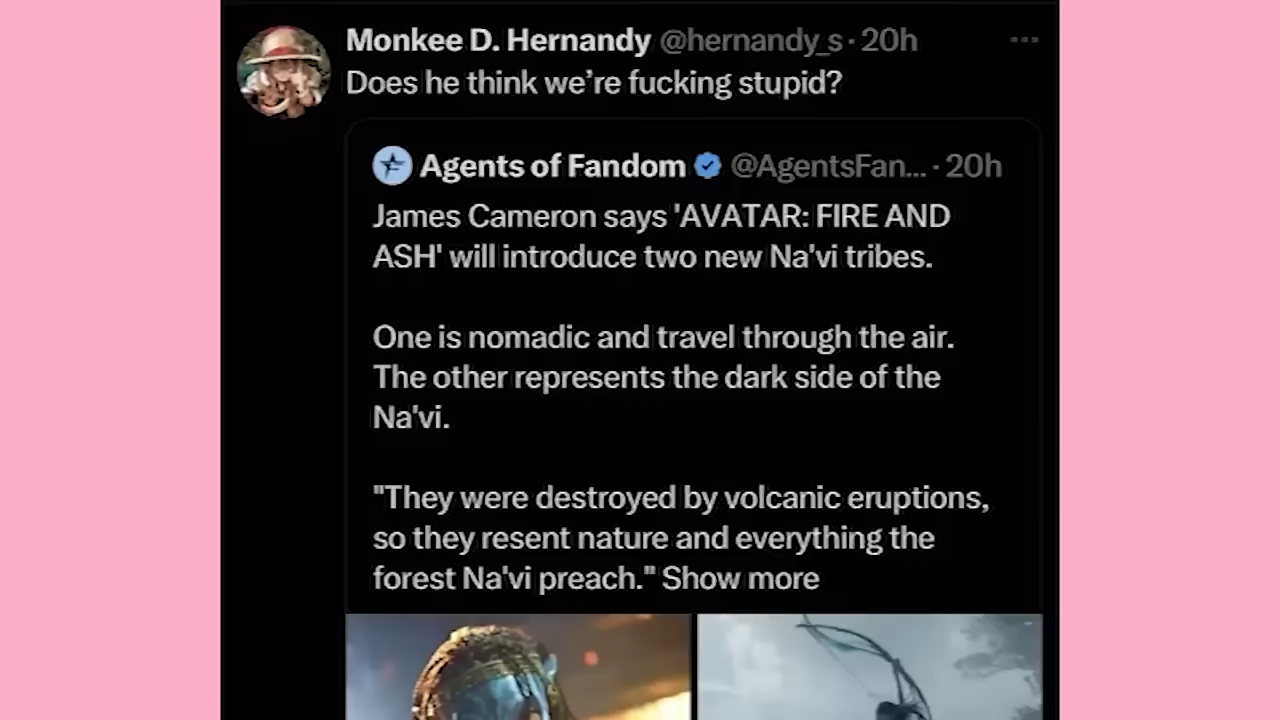 Monkee D. Hernandy @hernandy_s · 20h
Does he think we’re fucking stupid?
Agents of Fandom @AgentsFan... · 20h
James Cameron says 'AVATAR: FIRE AND
ASH' will introduce two new Na'vi tribes.
One is nomadic and travel through the air.
The other represents the dark side of the
Na'vi.
"They were destroyed by volcanic eruptions,
so they resent nature and everything the
forest Na'vi preach." Show more